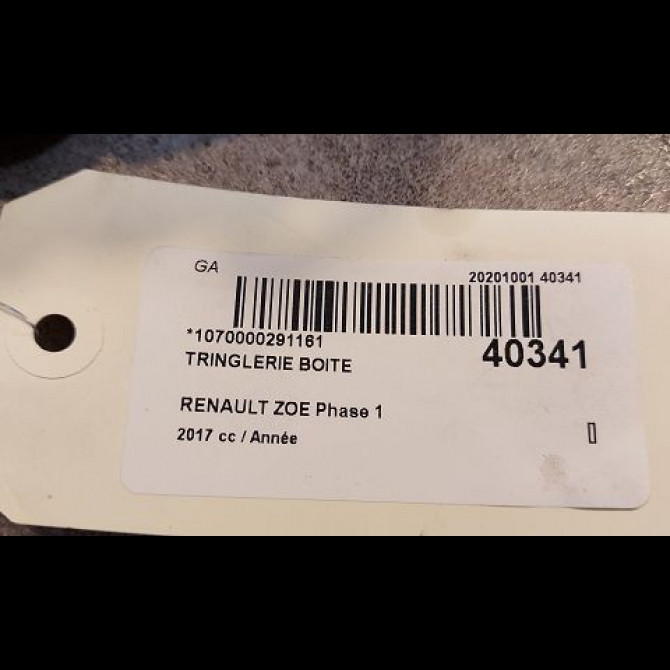 GA 20201001 40341
*1070000291161 40341
TRINGLERIE BOITE
RENAULT ZOE Phase 1
2017 cc / Année